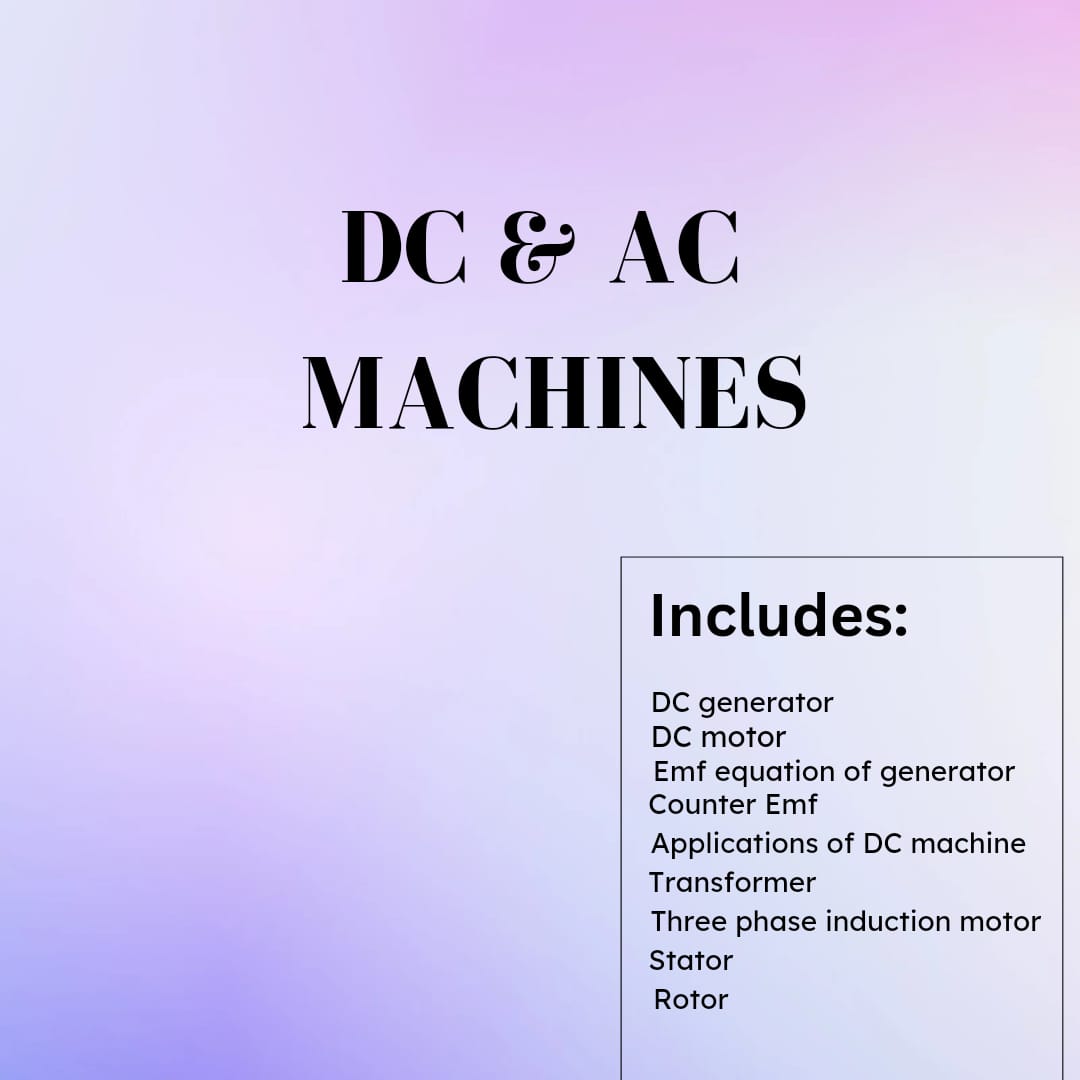 DC & AC
MACHINES
Includes:
DC generator
DC motor
Emf equation of generator
Counter Emf
Applications of DC machine
Transformer
Three phase induction motor
Stator
Rotor